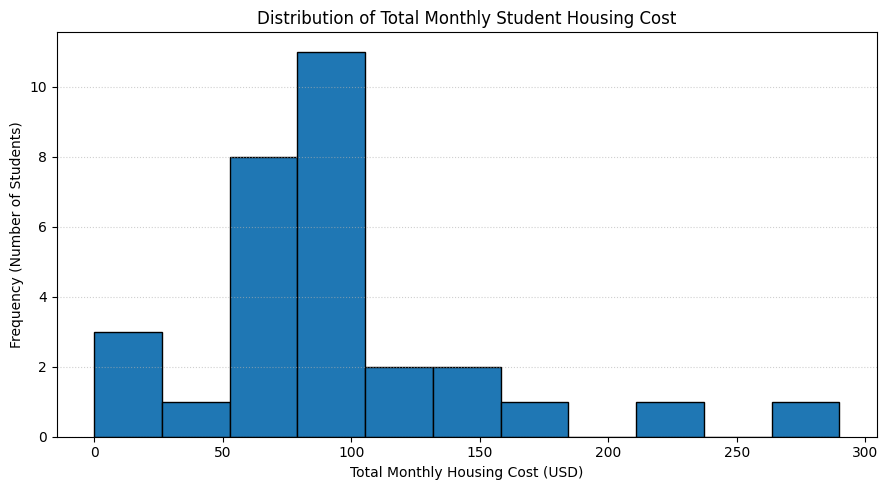 Distribution of Total Monthly Student Housing Cost
Frequency (Number of Students)
10
8
6
4
2
0
0 50 100 150 200 250 300
Total Monthly Housing Cost (USD)